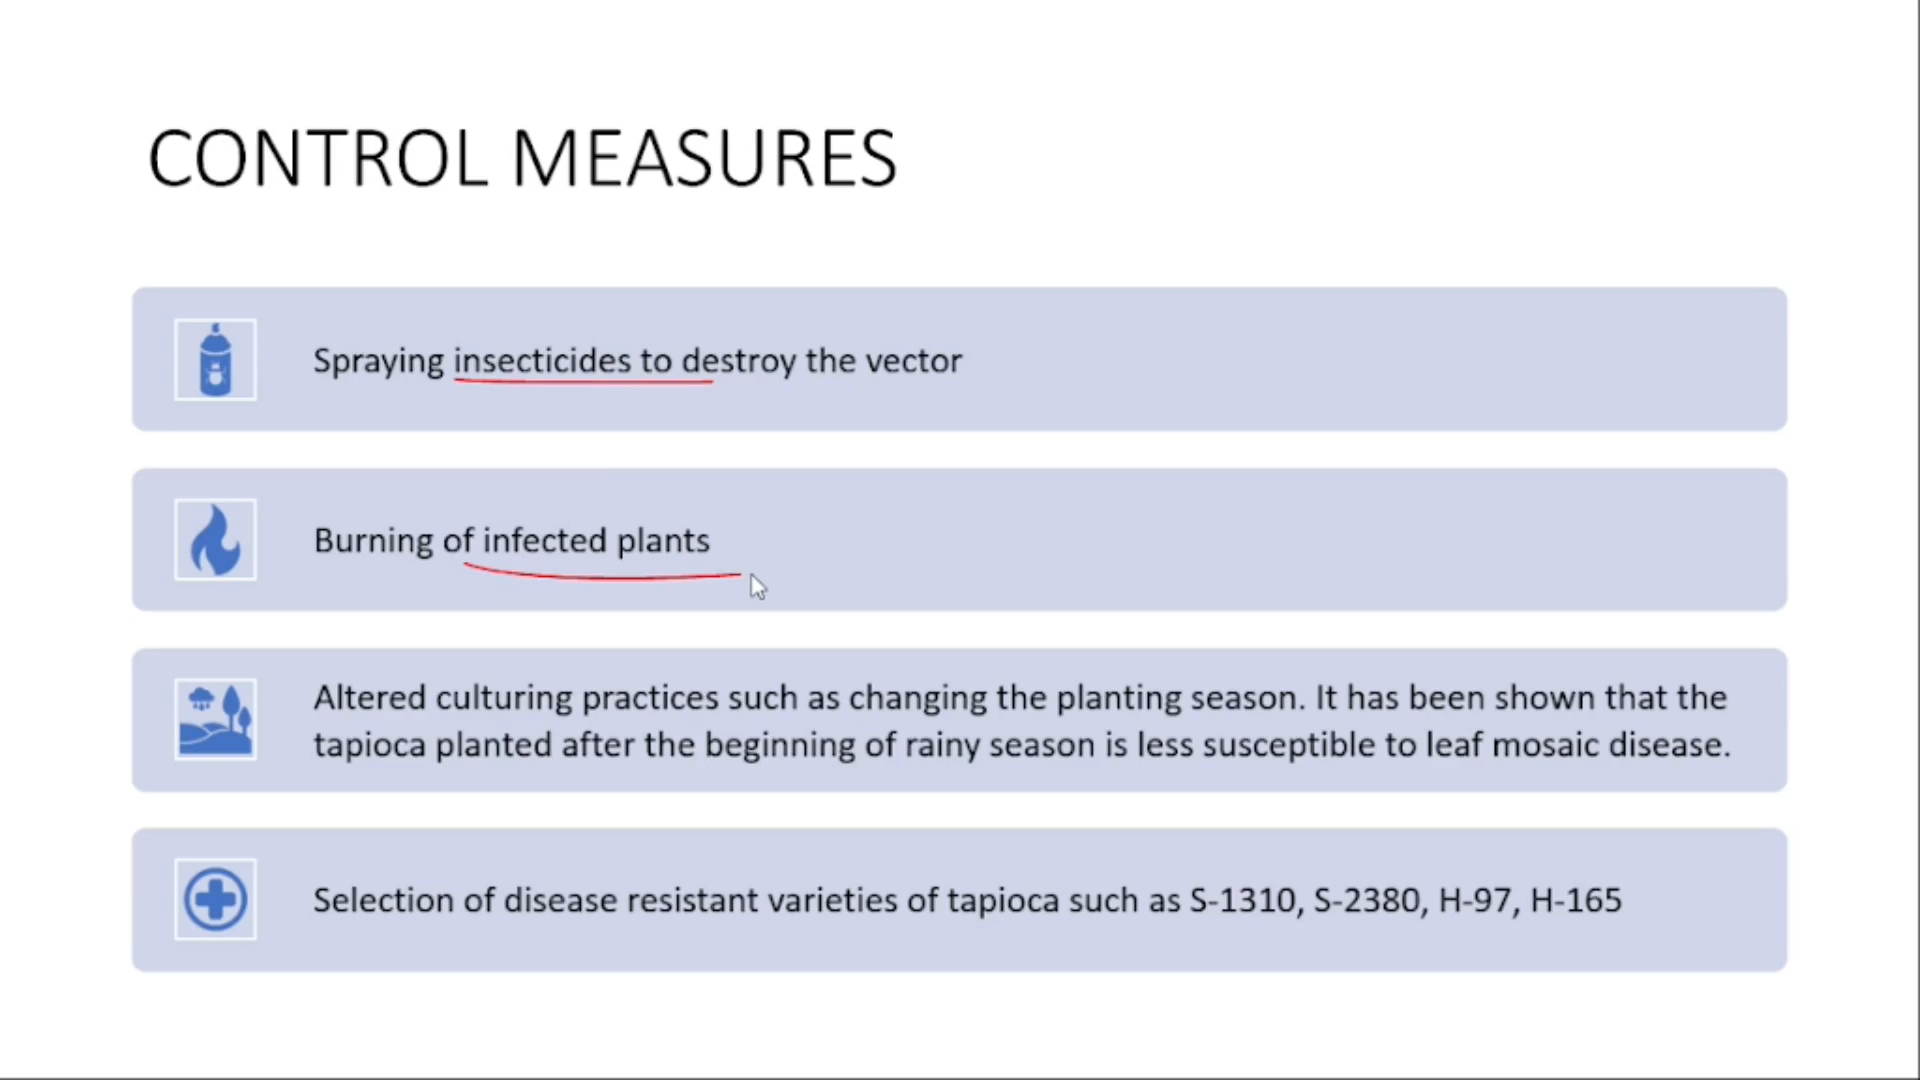 CONTROL MEASURES
Spraying insecticides to destroy the vector
Burning of infected plants
Altered culturing practices such as changing the planting season. It has been shown that the
tapioca planted after the beginning of rainy season is less susceptible to leaf mosaic disease.
Selection of disease resistant varieties of tapioca such as S-1310, S-2380, H-97, H-165